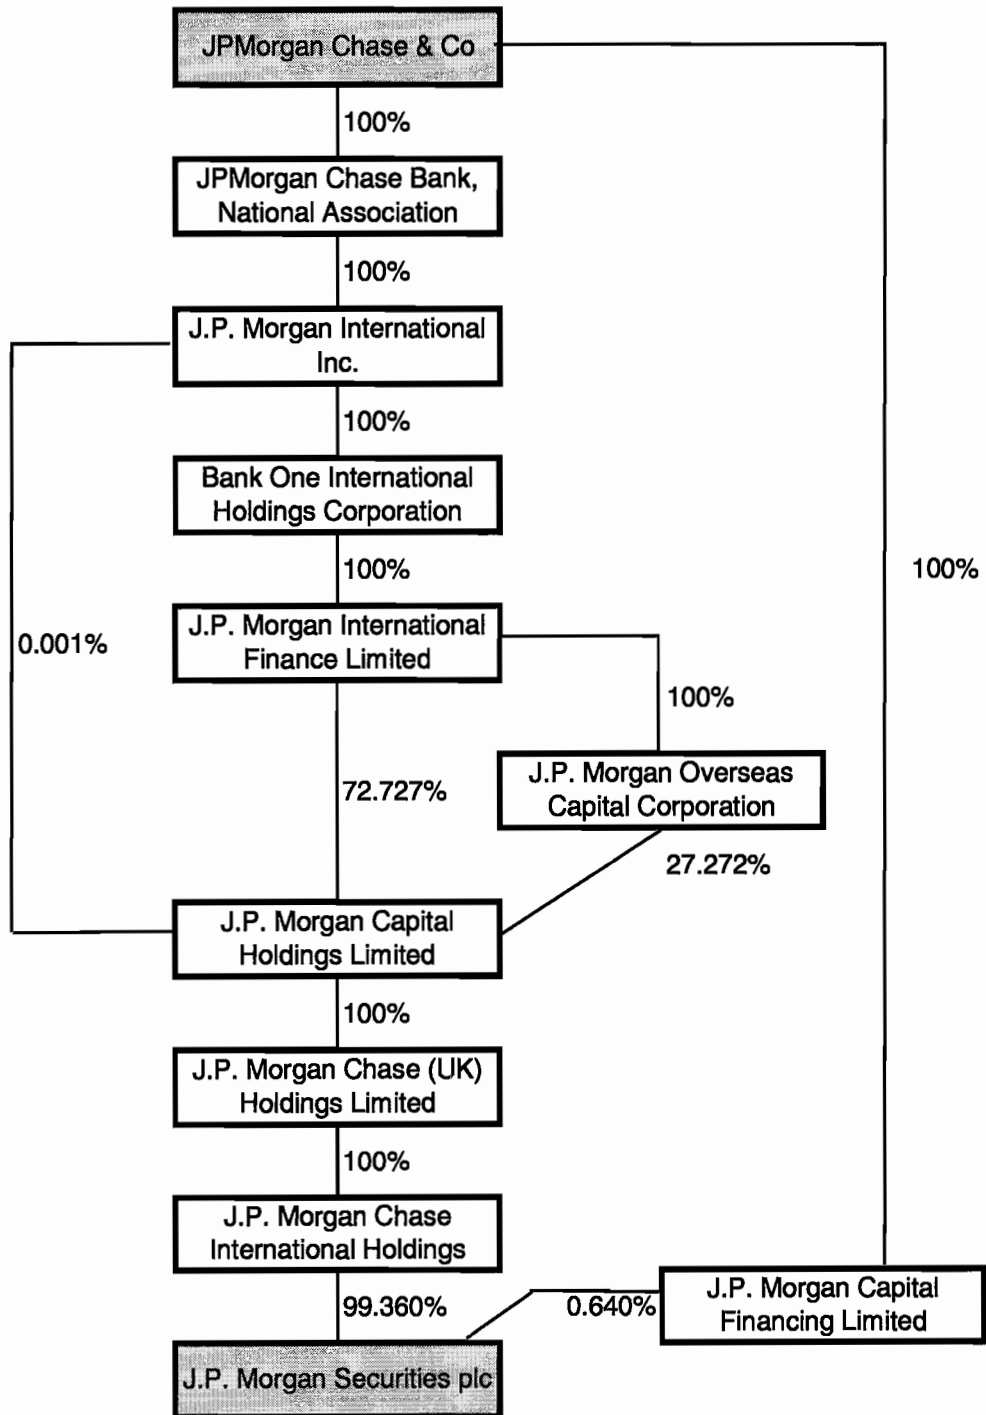 JPMorgan Chase & Co
100%
JPMorgan Chase Bank,
National Association
100%
J.P. Morgan International
Inc.
100%
Bank One International
Holdings Corporation
100%
100%
J.P. Morgan International
Finance Limited
0.001%
100%
J.P. Morgan Overseas
Capital Corporation
72.727%
27.272%
J.P. Morgan Capital
Holdings Limited
100%
J.P. Morgan Chase (UK)
Holdings Limited
100%
J.P. Morgan Chase
International Holdings
J.P. Morgan Capital
Financing Limited
99.360%
0.640%
J.P. Morgan Securities plc